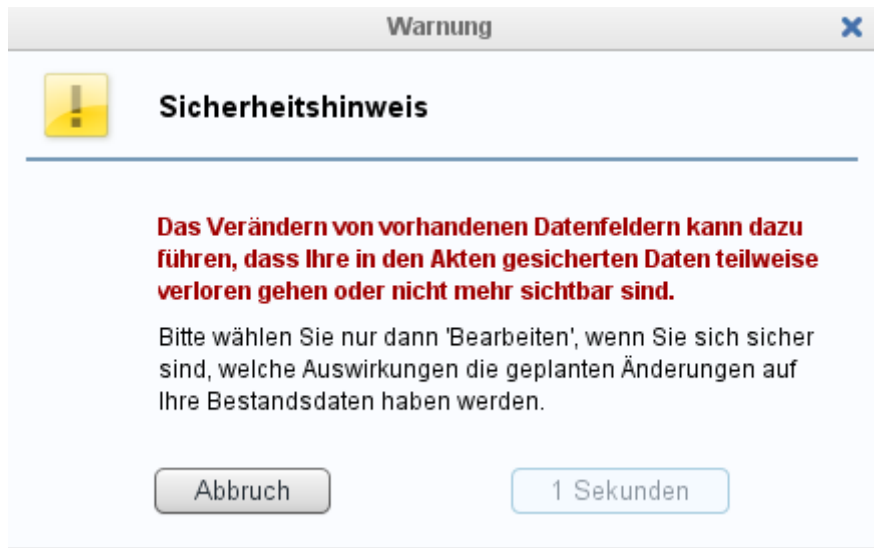 Warnung
Sicherheitshinweis
Das Verändern von vorhandenen Datenfeldern kann dazu
führen, dass Ihre in den Akten gesicherten Daten teilweise
verloren gehen oder nicht mehr sichtbar sind.
Bitte wählen Sie nur dann 'Bearbeiten', wenn Sie sich sicher
sind, welche Auswirkungen die geplanten Änderungen auf
Ihre Bestandsdaten haben werden.
Abbruch
1 Sekunden